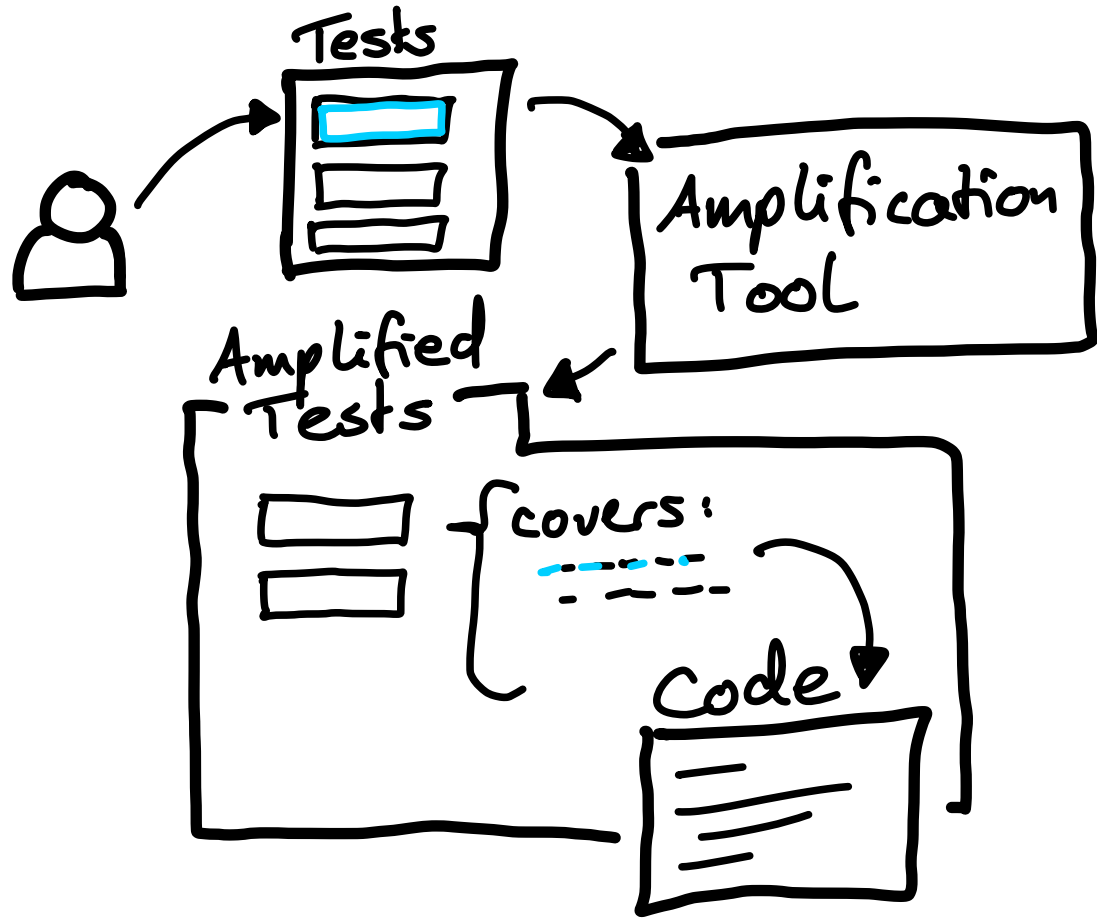 Tests
Amplification
Tool
Amplified
Tests
covers:
Code